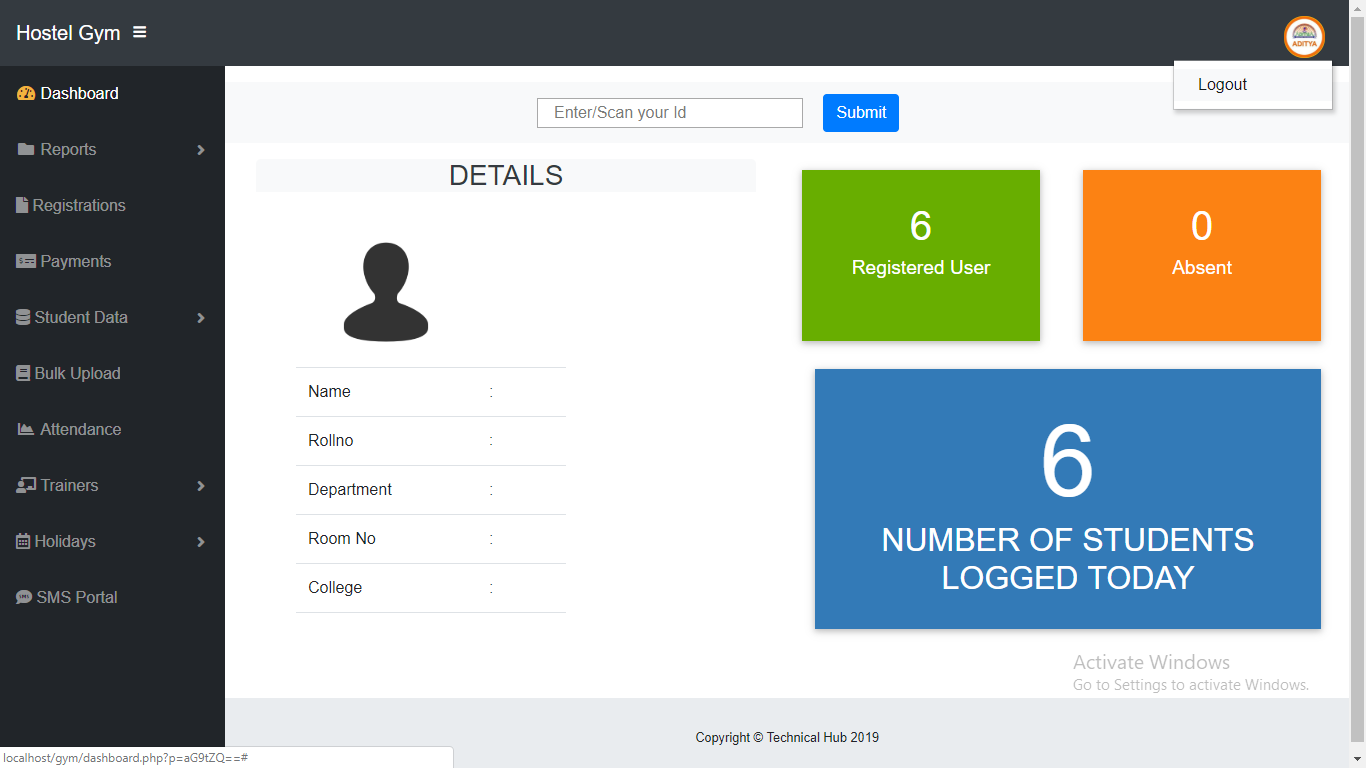 Hostel Gym
ADITYA
Logout
Dashboard
Reports
Registrations
Payments
Student Data
Bulk Upload
Attendance
Trainers
Holidays
SMS Portal
Enter/Scan your Id
Submit
DETAILS
Name :
Rollno :
Department :
Room No :
College :
6
Registered User
0
Absent
6
NUMBER OF STUDENTS
LOGGED TODAY
Activate Windows
Go to Settings to activate Windows.
Copyright © Technical Hub 2019
localhost/gym/dashboard.php?p=aG9tZQ==#